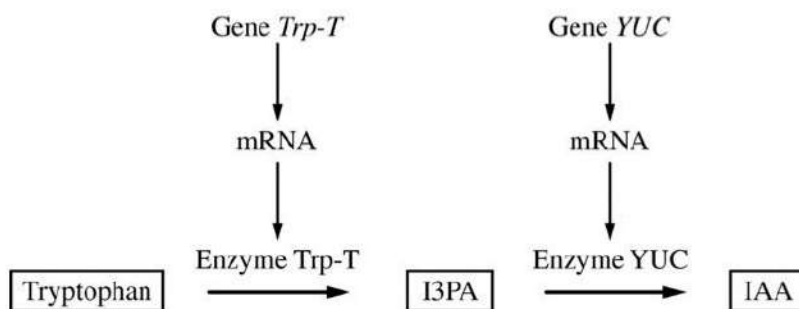 Gene Trp-T
Gene YUC
mRNA
mRNA
Enzyme Trp-T
Enzyme YUC
Tryptophan
I3PA
IAA